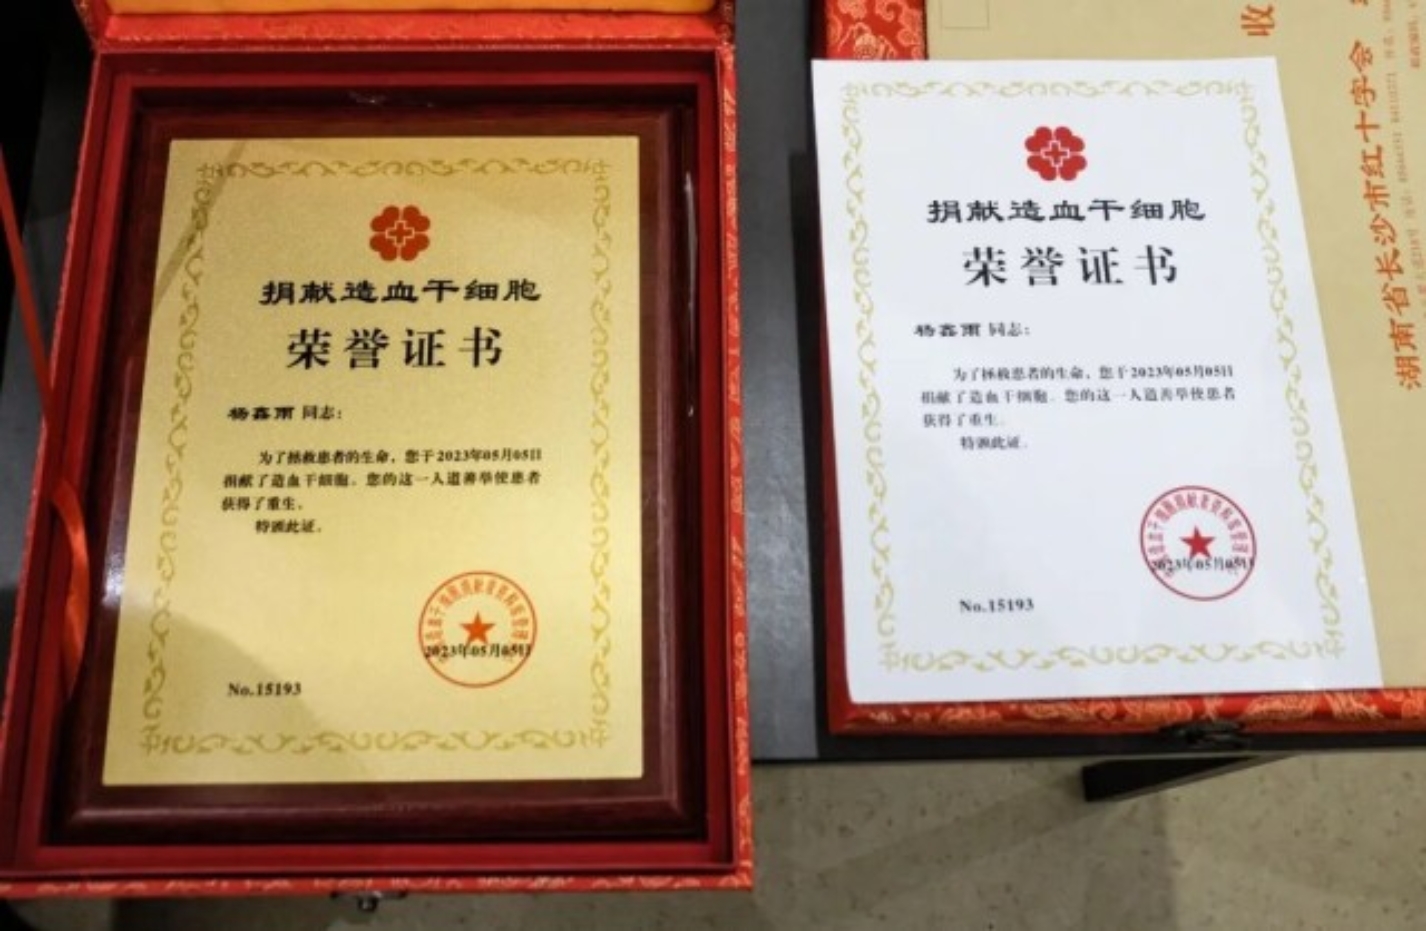 捐献造血干细胞
荣誉证书
杨鑫雨 同志：
为了拯救患者的生命，您于2023年05月05日
捐献了造血干细胞。您的这一人道善举使患者
获得了重生。
特颁此证。
2023年05月05日
No.15193
捐献造血干细胞
荣誉证书
杨鑫雨 同志：
为了拯救患者的生命，您于2023年05月05日
捐献了造血干细胞。您的这一人道善举使患者
获得了重生。
特颁此证。
2023年05月05日
No.15193
收
湖南省长沙市红十字会